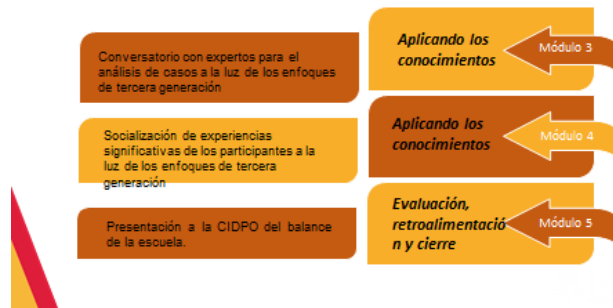 Conversatorio con expertos para el
análisis de casos a la luz de los enfoques
de tercera generación
Aplicando los
conocimientos
Módulo 3
Socialización de experiencias
significativas de los participantes a la
luz de los enfoques de tercera
generación
Aplicando los
conocimientos
Módulo 4
Presentación a la CIDPO del balance
de la escuela.
Evaluación,
retroalimentació
n y cierre
Módulo 5